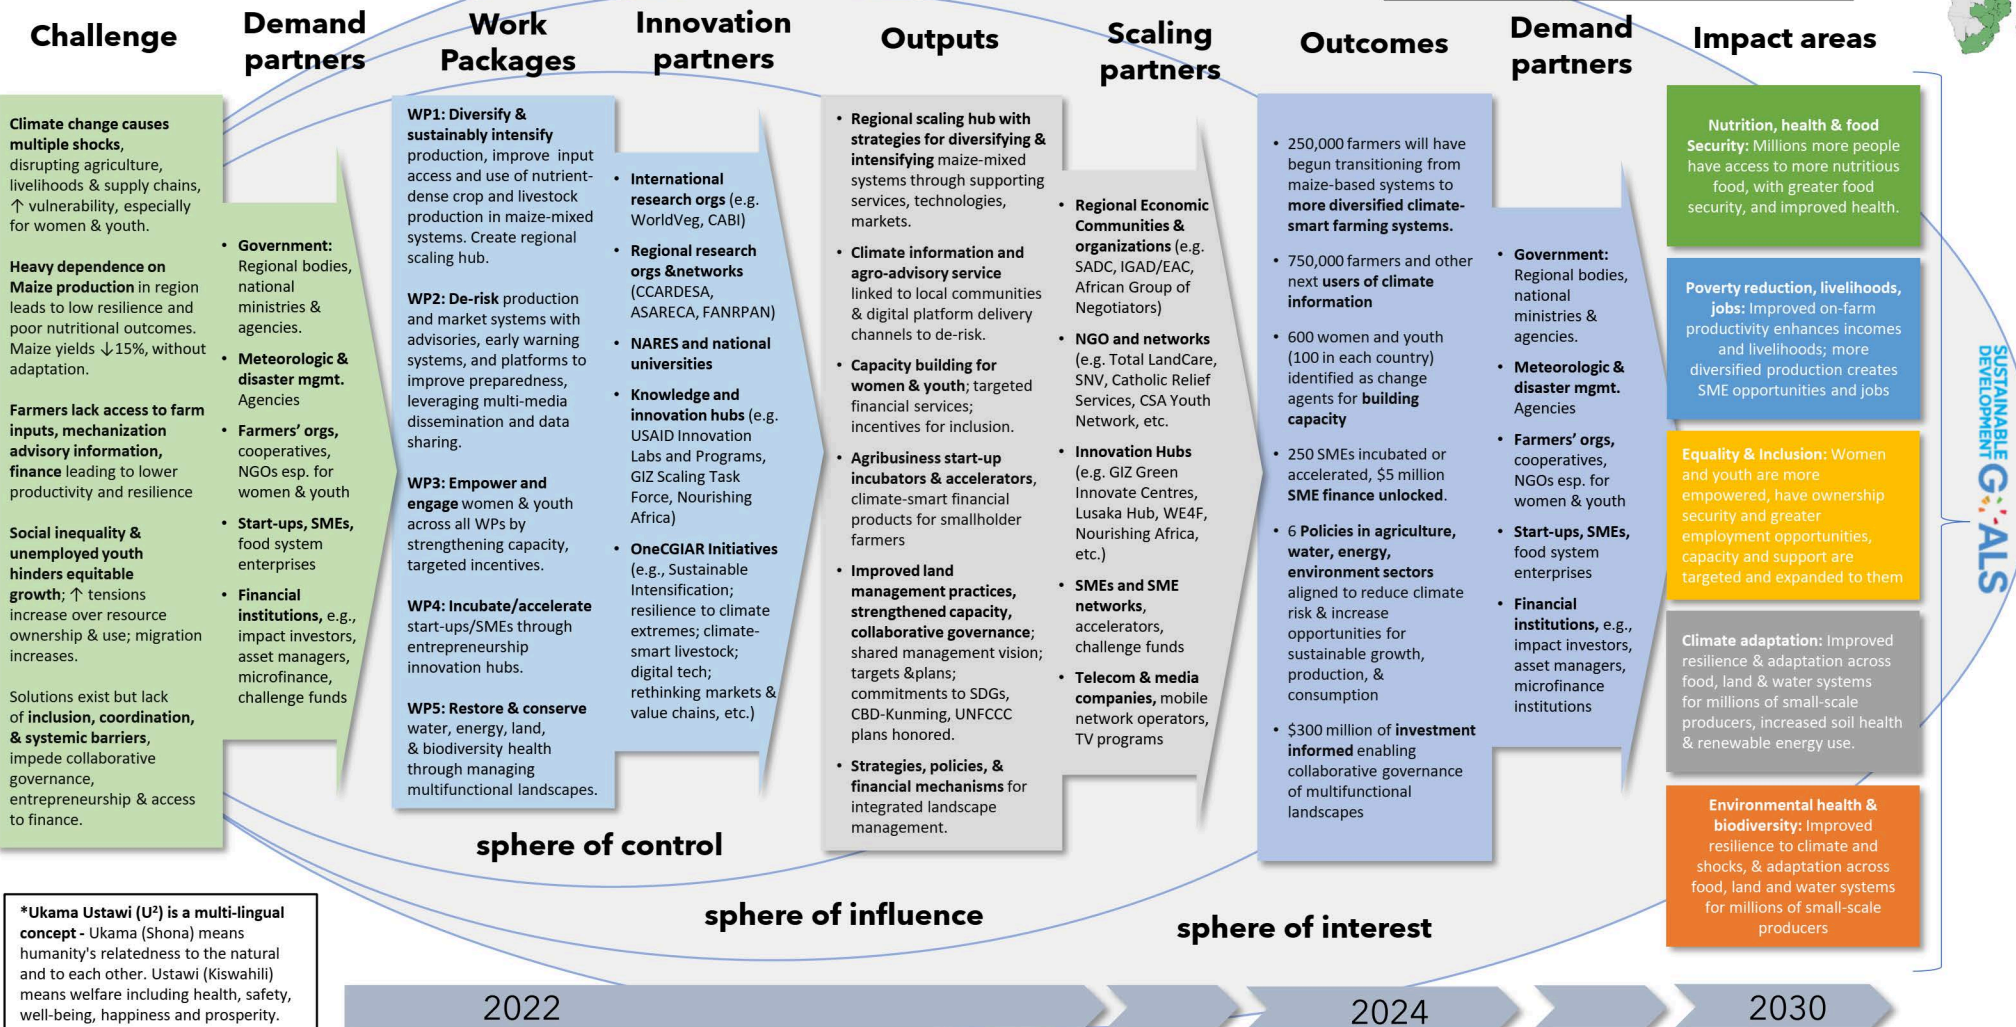 Challenge
Demand
partners
Work
Packages
Innovation
partners
Outputs
Scaling
partners
Outcomes
Demand
partners
Impact areas
Climate change causes
multiple shocks,
disrupting agriculture,
livelihoods & supply chains,
↑ vulnerability, especially
for women & youth.
Heavy dependence on
Maize production in region
leads to low resilience and
poor nutritional outcomes.
Maize yields ↓15%, without
adaptation.
Farmers lack access to farm
inputs, mechanization
advisory information,
finance leading to lower
productivity and resilience
Social inequality &
unemployed youth
hinders equitable
growth; ↑ tensions
increase over resource
ownership & use; migration
increases.
Solutions exist but lack
of inclusion, coordination,
& systemic barriers,
impede collaborative
governance,
entrepreneurship & access
to finance.
• Government:
Regional bodies,
national
ministries &
agencies.
• Meteorologic &
disaster mgmt.
Agencies
• Farmers' orgs,
cooperatives,
NGOs esp. for
women & youth
• Start-ups, SMEs,
food system
enterprises
• Financial
institutions, e.g.,
impact investors,
asset managers,
microfinance,
challenge funds
WP1: Diversify &
sustainably intensify
production, improve input
access and use of nutrient-
dense crop and livestock
production in maize-mixed
systems. Create regional
scaling hub.
WP2: De-risk production
and market systems with
advisories, early warning
systems, and platforms to
improve preparedness,
leveraging multi-media
dissemination and data
sharing.
WP3: Empower and
engage women & youth
across all WPs by
strengthening capacity,
targeted incentives.
WP4: Incubate/accelerate
start-ups/SMEs through
entrepreneurship
innovation hubs.
WP5: Restore & conserve
water, energy, land,
& biodiversity health
through managing
multifunctional landscapes.
• International
research orgs (e.g.
WorldVeg, CABI)
• Regional research
orgs &networks
(CCARDESA,
ASARECA, FANRPAN)
• NARES and national
universities
• Knowledge and
innovation hubs (e.g.
USAID Innovation
Labs and Programs,
GIZ Scaling Task
Force, Nourishing
Africa)
• OneCGIAR Initiatives
(e.g., Sustainable
Intensification;
resilience to climate
extremes; climate-
smart livestock;
digital tech;
rethinking markets &
value chains, etc.)
• Regional scaling hub with
strategies for diversifying &
intensifying maize-mixed
systems through supporting
services, technologies,
markets.
• Climate information and
agro-advisory service
linked to local communities
& digital platform delivery
channels to de-risk.
• Capacity building for
women & youth; targeted
financial services;
incentives for inclusion.
• Agribusiness start-up
incubators & accelerators,
climate-smart financial
products for smallholder
farmers
• Improved land
management practices,
strengthened capacity,
collaborative governance;
shared management vision;
targets &plans;
commitments to SDGs,
CBD-Kunming, UNFCCC
plans honored.
• Strategies, policies, &
financial mechanisms for
integrated landscape
management.
• Regional Economic
Communities &
organizations (e.g.
SADC, IGAD/EAC,
African Group of
Negotiators)
• NGO and networks
(e.g. Total LandCare,
SNV, Catholic Relief
Services, CSA Youth
Network, etc.
• Innovation Hubs
(e.g. GIZ Green
Innovate Centres,
Lusaka Hub, WE4F,
Nourishing Africa,
etc.)
• SMEs and SME
networks,
accelerators,
challenge funds
• Telecom & media
companies, mobile
network operators,
TV programs
• 250,000 farmers will have
begun transitioning from
maize-based systems to
more diversified climate-
smart farming systems.
• 750,000 farmers and other
next users of climate
information
• 600 women and youth
(100 in each country)
identified as change
agents for building
capacity
• 250 SMEs incubated or
accelerated, $5 million
SME finance unlocked.
• 6 Policies in agriculture,
water, energy,
environment sectors
aligned to reduce climate
risk & increase
opportunities for
sustainable growth,
production, &
consumption
• $300 million of investment
informed enabling
collaborative governance
of multifunctional
landscapes
• Government:
Regional bodies,
national
ministries &
agencies.
• Meteorologic &
disaster mgmt.
Agencies
• Farmers' orgs,
cooperatives,
NGOs esp. for
women & youth
• Start-ups, SMEs,
food system
enterprises
• Financial
institutions, e.g.,
impact investors,
asset managers,
microfinance
institutions
Nutrition, health & food
Security: Millions more people
have access to more nutritious
food, with greater food
security, and improved health.
Poverty reduction, livelihoods,
jobs: Improved on-farm
productivity enhances incomes
and livelihoods; more
diversified production creates
SME opportunities and jobs
Equality & Inclusion: Women
and youth are more
empowered, have ownership
security and greater
employment opportunities,
capacity and support are
targeted and expanded to them
Climate adaptation: Improved
resilience & adaptation across
food, land & water systems
for millions of small-scale
producers, increased soil health
& renewable energy use.
Environmental health &
biodiversity: Improved
resilience to climate and
shocks, & adaptation across
food, land and water systems
for millions of small-scale
producers
SUSTAINABLE
DEVELOPMENT
GOALS
sphere of control
sphere of influence
sphere of interest
*Ukama Ustawi (U²) is a multi-lingual
concept - Ukama (Shona) means
humanity's relatedness to the natural
and to each other. Ustawi (Kiswahili)
means welfare including health, safety,
well-being, happiness and prosperity.
2022
2024
2030